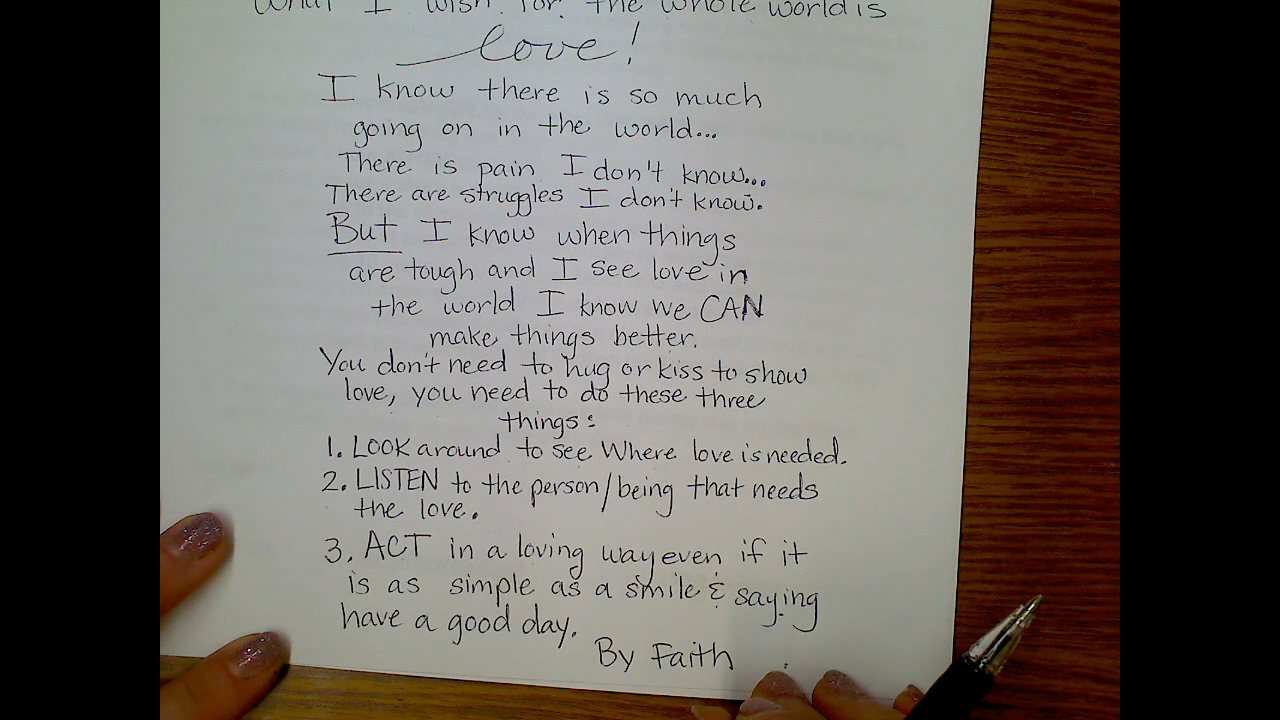 What I wish for the whole world is
love!
I know there is so much
going on in the world...
There is pain I don't know...
There are struggles I don't know.
But I know when things
are tough and I see love in
the world I know we CAN
make things better.
You don't need to hug or kiss to show
love, you need to do these three
things:
1. LOOK around to see Where love is needed.
2. LISTEN to the person/being that needs
the love.
3. ACT in a loving way even if it
is as simple as a smile & saying
have a good day.
By Faith